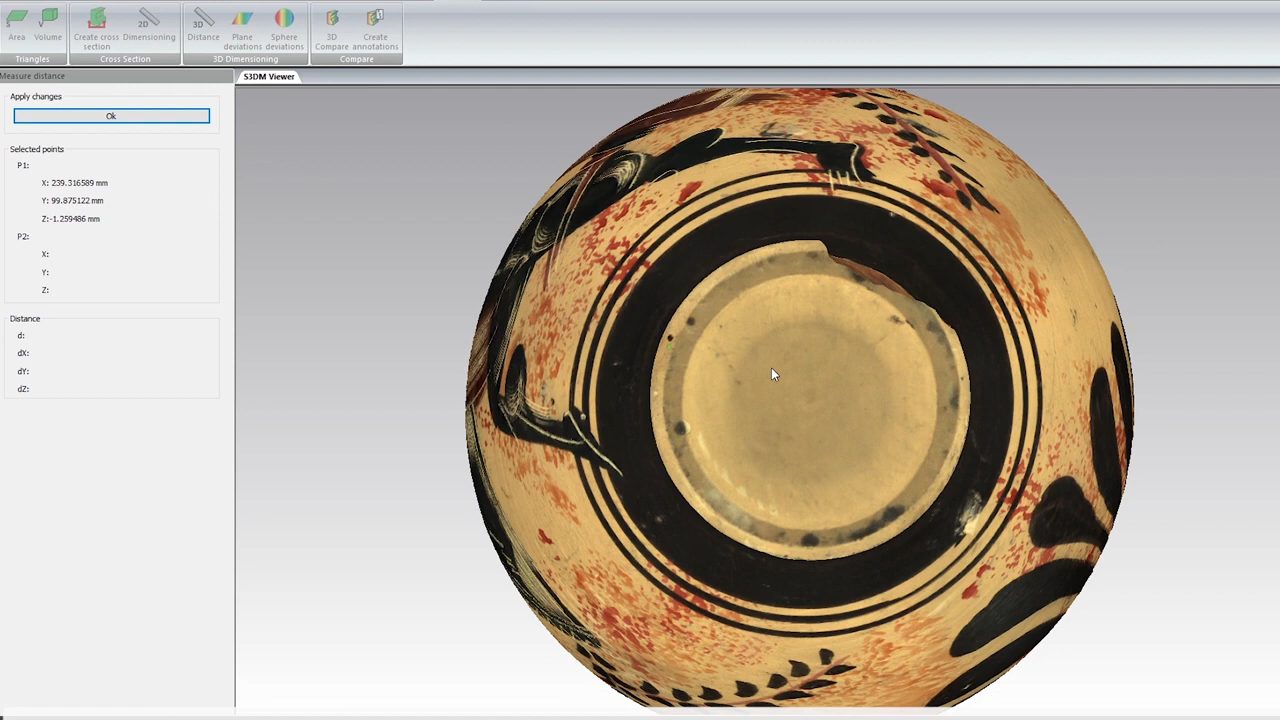 S V 2D 3D
Area Volume Create cross section Dimensioning Distance Plane deviations Sphere deviations 3D Compare Create annotations
Triangles Cross Section 3D Dimensioning Compare
Measure distance
S3DM Viewer
Apply changes
Ok
Selected points
P1:
X: 239.316589 mm
Y: 99.875122 mm
Z:-1.259486 mm
P2:
X:
Y:
Z:
Distance
d:
dX:
dY:
dZ: